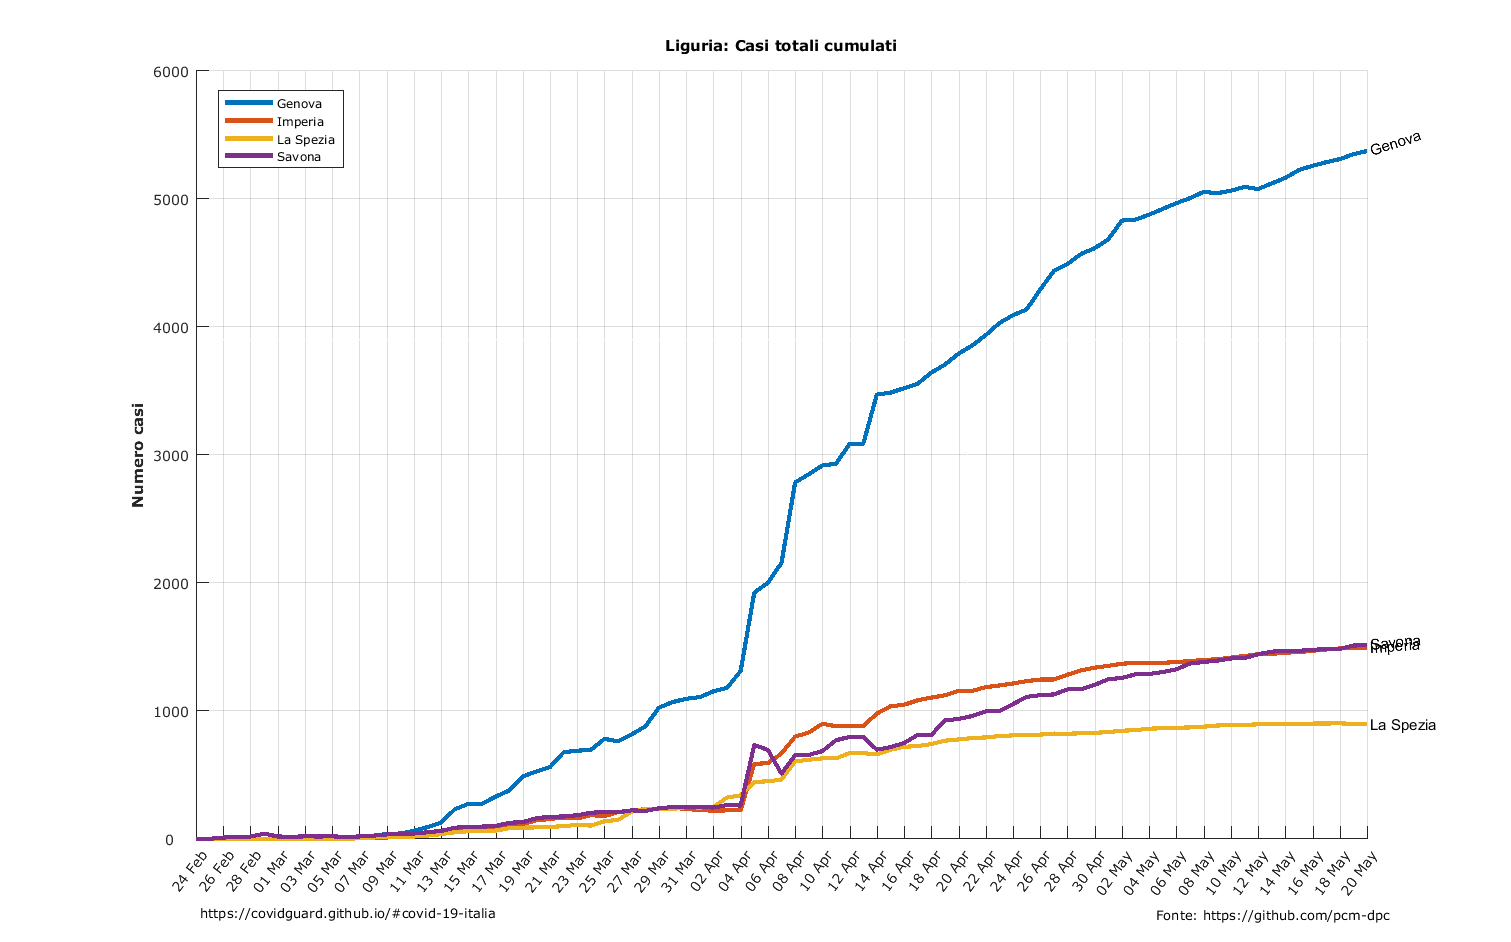 Liguria: Casi totali cumulati
6000
5000
4000
3000
2000
1000
0
Numero casi
Genova
Imperia
La Spezia
Savona
Genova
Savona
Imperia
La Spezia
24 Feb
26 Feb
28 Feb
01 Mar
03 Mar
05 Mar
07 Mar
09 Mar
11 Mar
13 Mar
15 Mar
17 Mar
19 Mar
21 Mar
23 Mar
25 Mar
27 Mar
29 Mar
31 Mar
02 Apr
04 Apr
06 Apr
08 Apr
10 Apr
12 Apr
14 Apr
16 Apr
18 Apr
20 Apr
22 Apr
24 Apr
26 Apr
28 Apr
30 Apr
02 May
04 May
06 May
08 May
10 May
12 May
14 May
16 May
18 May
20 May
https://covidguard.github.io/#covid-19-italia
Fonte: https://github.com/pcm-dpc